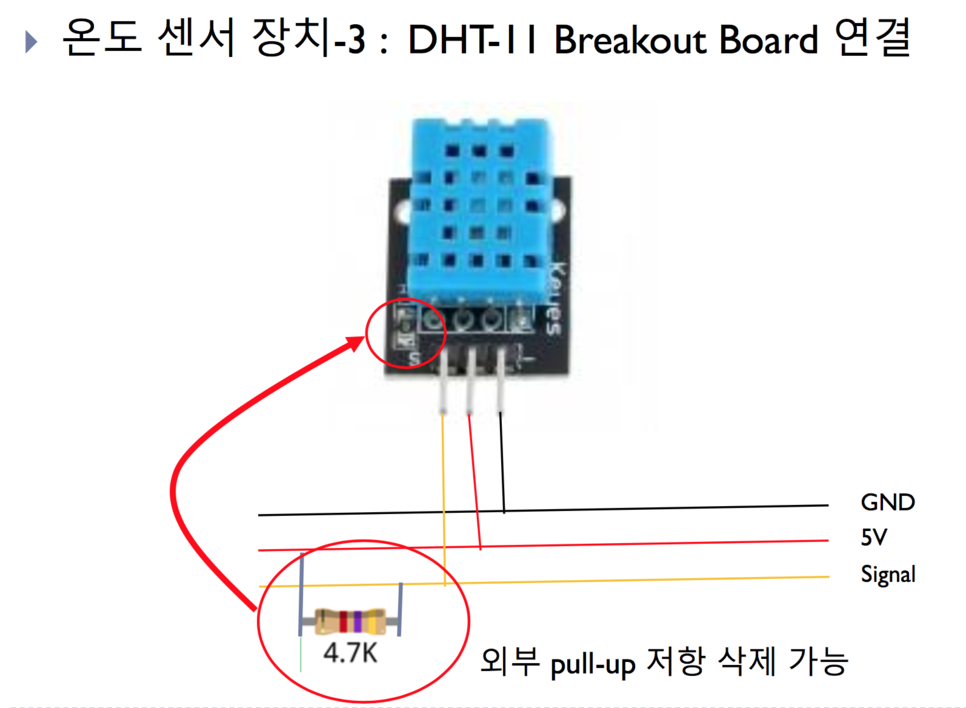 온도 센서 장치-3 : DHT-11 Breakout Board 연결
Keyes
S
-
GND
5V
Signal
4.7K
외부 pull-up 저항 삭제 가능